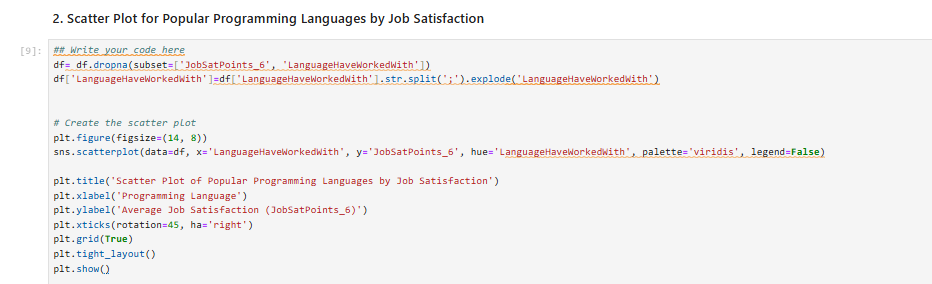 2. Scatter Plot for Popular Programming Languages by Job Satisfaction
[9]: ## Write your code here
df= df.dropna(subset=['JobSatPoints_6', 'LanguageHaveWorkedWith'])
df['LanguageHaveWorkedWith']=df['LanguageHaveWorkedWith'].str.split(';').explode('LanguageHaveWorkedWith')
# Create the scatter plot
plt.figure(figsize=(14, 8))
sns.scatterplot(data=df, x='LanguageHaveWorkedWith', y='JobSatPoints_6', hue='LanguageHaveWorkedWith', palette='viridis', legend=False)
plt.title('Scatter Plot of Popular Programming Languages by Job Satisfaction')
plt.xlabel('Programming Language')
plt.ylabel('Average Job Satisfaction (JobSatPoints_6)')
plt.xticks(rotation=45, ha='right')
plt.grid(True)
plt.tight_layout()
plt.show()